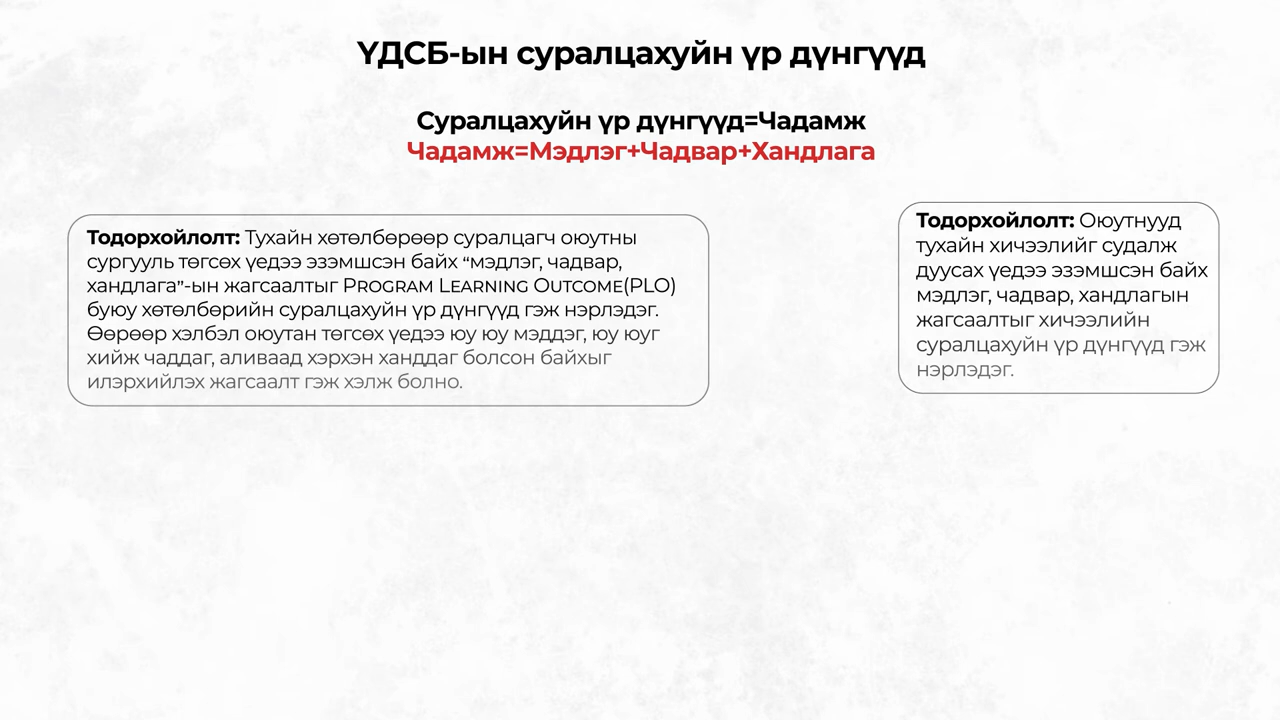 ҮДСБ-ын суралцахуйн үр дүнгүүд
Суралцахуйн үр дүнгүүд=Чадамж
Чадамж=Мэдлэг+Чадвар+Хандлага
Тодорхойлолт: Тухайн хөтөлбөрөөр суралцагч оюутны
сургууль төгсөх үедээ эзэмшсэн байх “мэдлэг, чадвар,
хандлага”-ын жагсаалтыг Program Learning Outcome(PLO)
буюу хөтөлбөрийн суралцахуйн үр дүнгүүд гэж нэрлэдэг.
Өөрөөр хэлбэл оюутан төгсөх үедээ юу юу мэддэг, юу юуг
хийж чаддаг, аливаад хэрхэн ханддаг болсон байхыг
илэрхийлэх жагсаалт гэж хэлж болно.
Тодорхойлолт: Оюутнууд
тухайн хичээлийг судалж
дуусах үедээ эзэмшсэн байх
мэдлэг, чадвар, хандлагын
жагсаалтыг хичээлийн
суралцахуйн үр дүнгүүд гэж
нэрлэдэг.